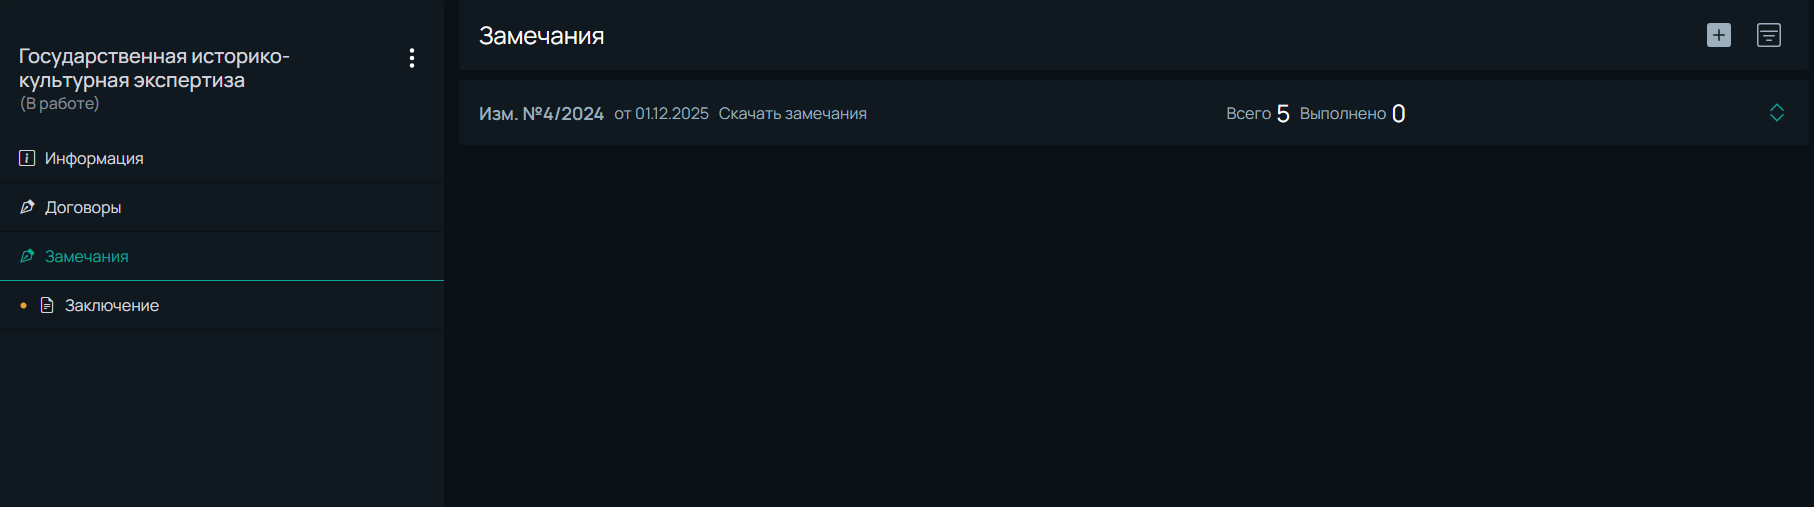 Государственная историко-
культурная экспертиза
(В работе)
Информация
Договоры
Замечания
Заключение
Замечания
Изм. №4/2024 от 01.12.2025 Скачать замечания Всего 5 Выполнено 0